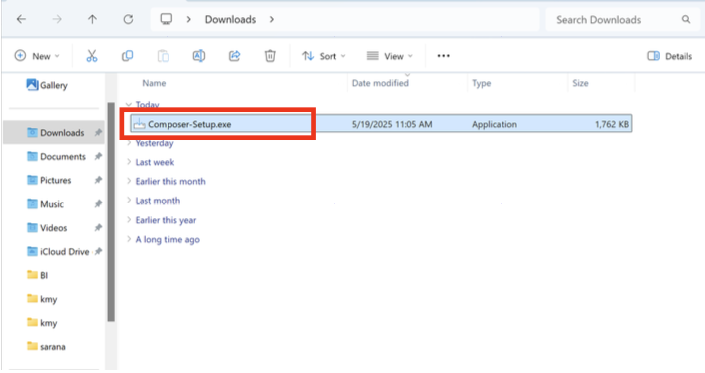 Downloads
Search Downloads
New
Sort
View
Details
Gallery
Downloads
Documents
Pictures
Music
Videos
iCloud Drive
BI
kmy
kmy
sarana
Name Date modified Type Size
Today
Composer-Setup.exe 5/19/2025 11:05 AM Application 1,762 KB
Yesterday
Last week
Earlier this month
Last month
Earlier this year
A long time ago